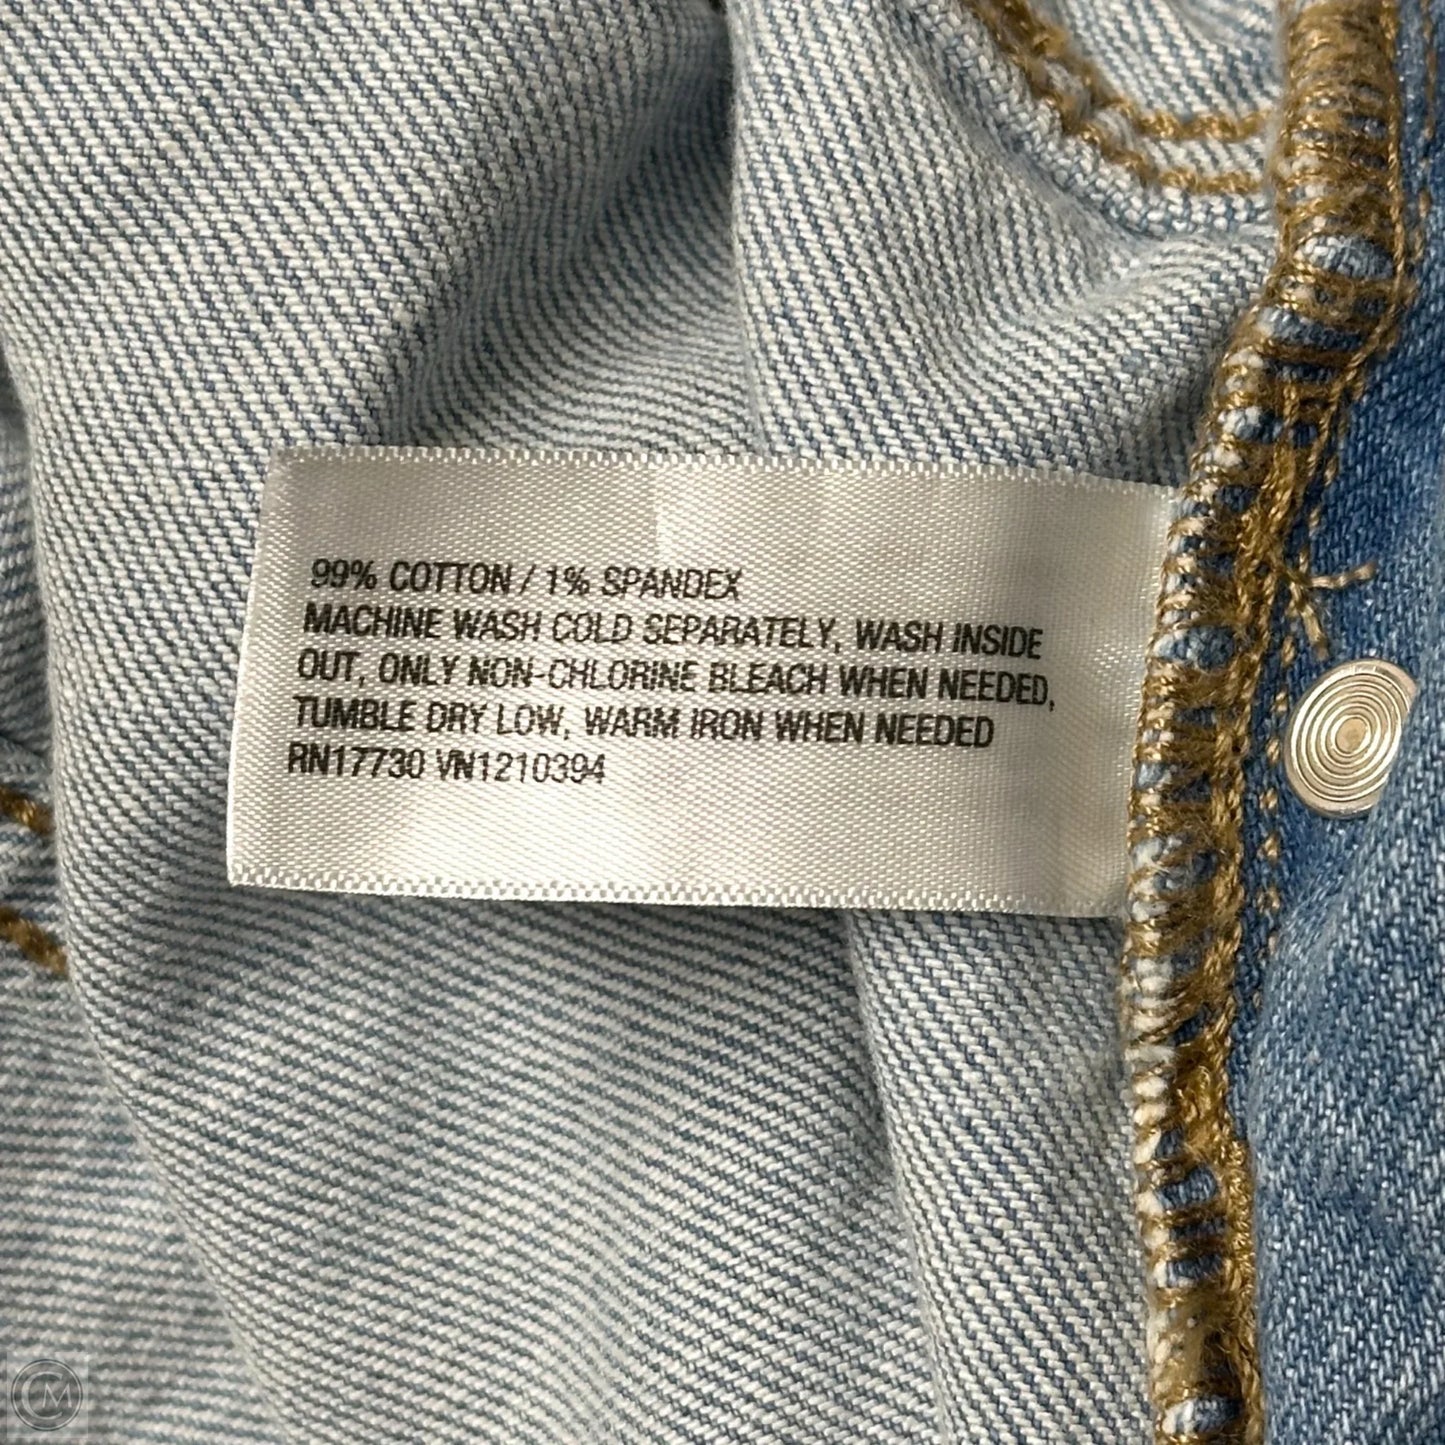 99% COTTON / 1% SPANDEX
MACHINE WASH COLD SEPARATELY, WASH INSIDE
OUT, ONLY NON-CHLORINE BLEACH WHEN NEEDED,
TUMBLE DRY LOW, WARM IRON WHEN NEEDED
RN17730 VN1210394
CM